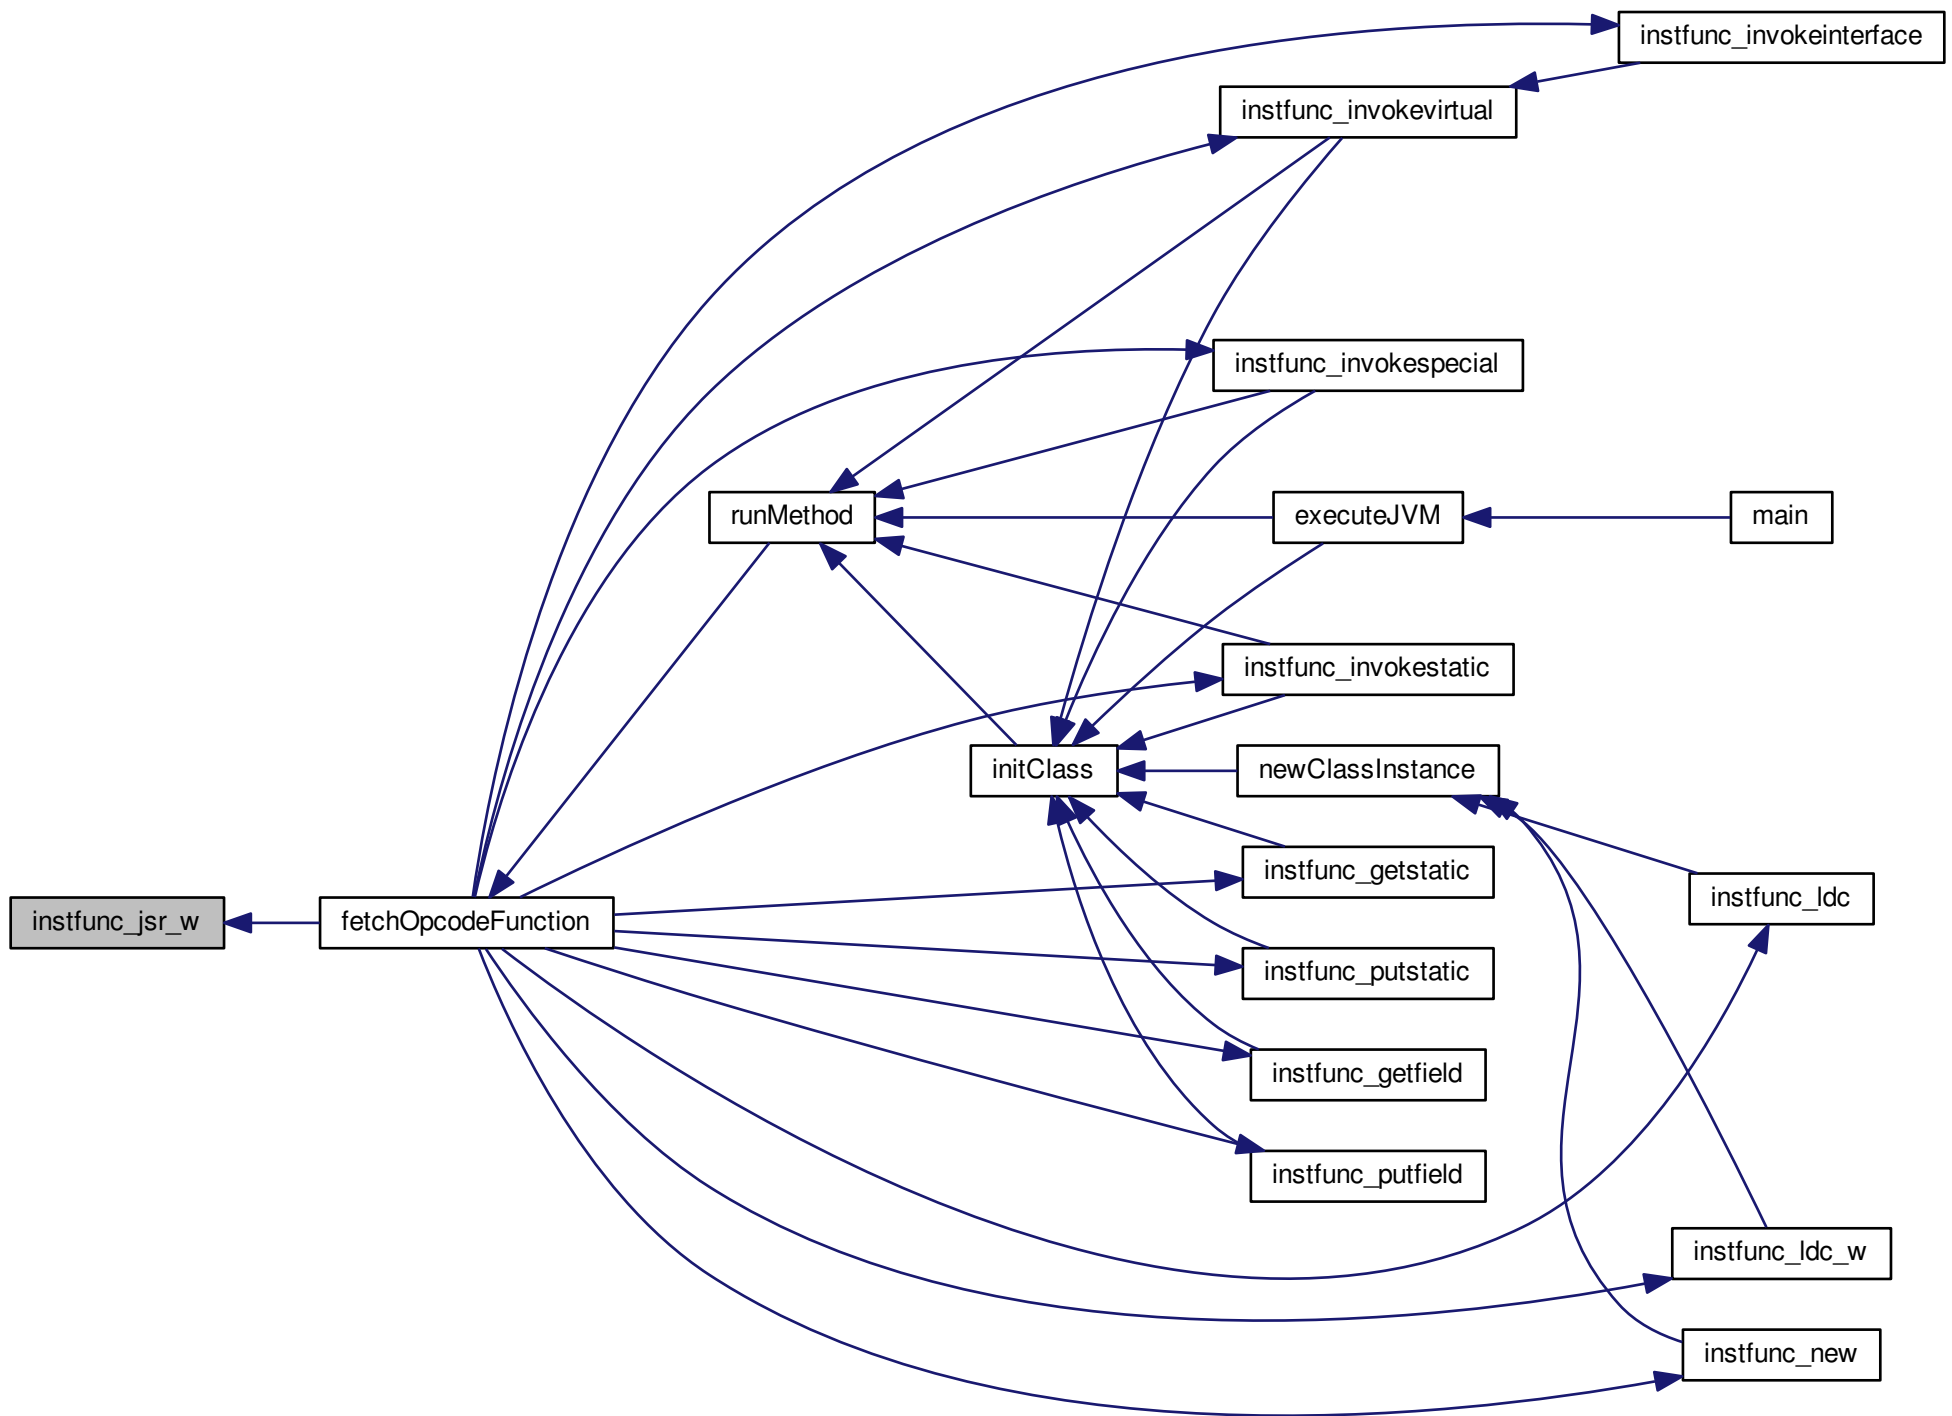 instfunc_invokeinterface
instfunc_invokevirtual
instfunc_invokespecial
runMethod
executeJVM
main
instfunc_invokestatic
initClass
newClassInstance
instfunc_getstatic
instfunc_ldc
instfunc_jsr_w
fetchOpcodeFunction
instfunc_putstatic
instfunc_getfield
instfunc_putfield
instfunc_ldc_w
instfunc_new